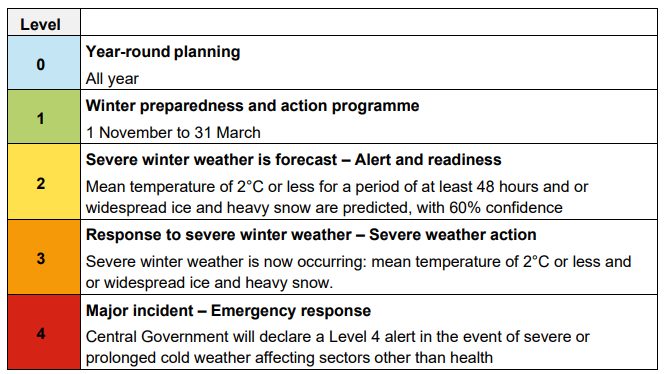 Level
0
Year-round planning
All year
1
Winter preparedness and action programme
1 November to 31 March
2
Severe winter weather is forecast – Alert and readiness
Mean temperature of 2°C or less for a period of at least 48 hours and or
widespread ice and heavy snow are predicted, with 60% confidence
3
Response to severe winter weather – Severe weather action
Severe winter weather is now occurring: mean temperature of 2°C or less and
or widespread ice and heavy snow.
4
Major incident – Emergency response
Central Government will declare a Level 4 alert in the event of severe or
prolonged cold weather affecting sectors other than health